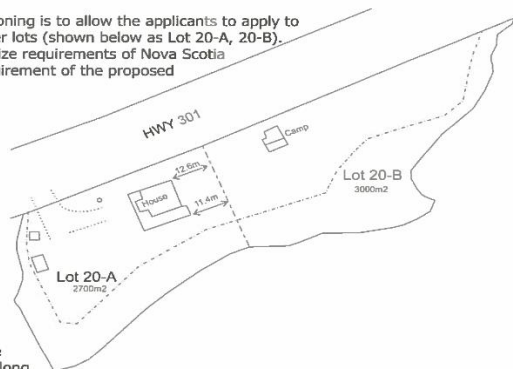 oning is to allow the applicants to apply to
er lots (shown below as Lot 20-A, 20-B).
ize requirements of Nova Scotia
irement of the proposed
HWY 301
Camp
12.6m
House
11.4m
Lot 20-B
3000m2
Lot 20-A
2700m2
long